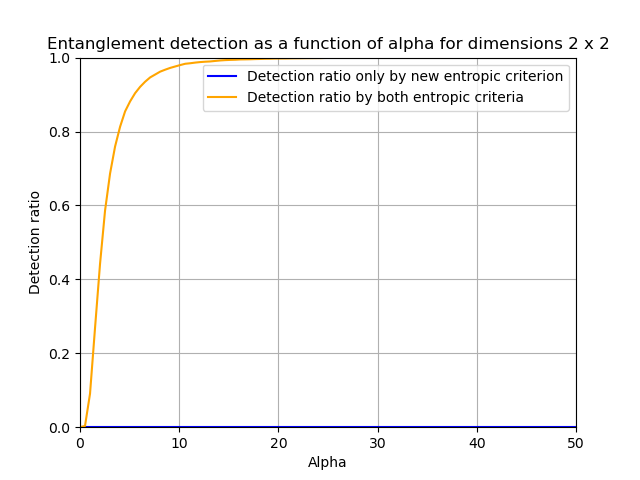 Entanglement detection as a function of alpha for dimensions 2 x 2
Detection ratio only by new entropic criterion
Detection ratio by both entropic criteria
Detection ratio
1.0
0.8
0.6
0.4
0.2
0.0
0 10 20 30 40 50
Alpha